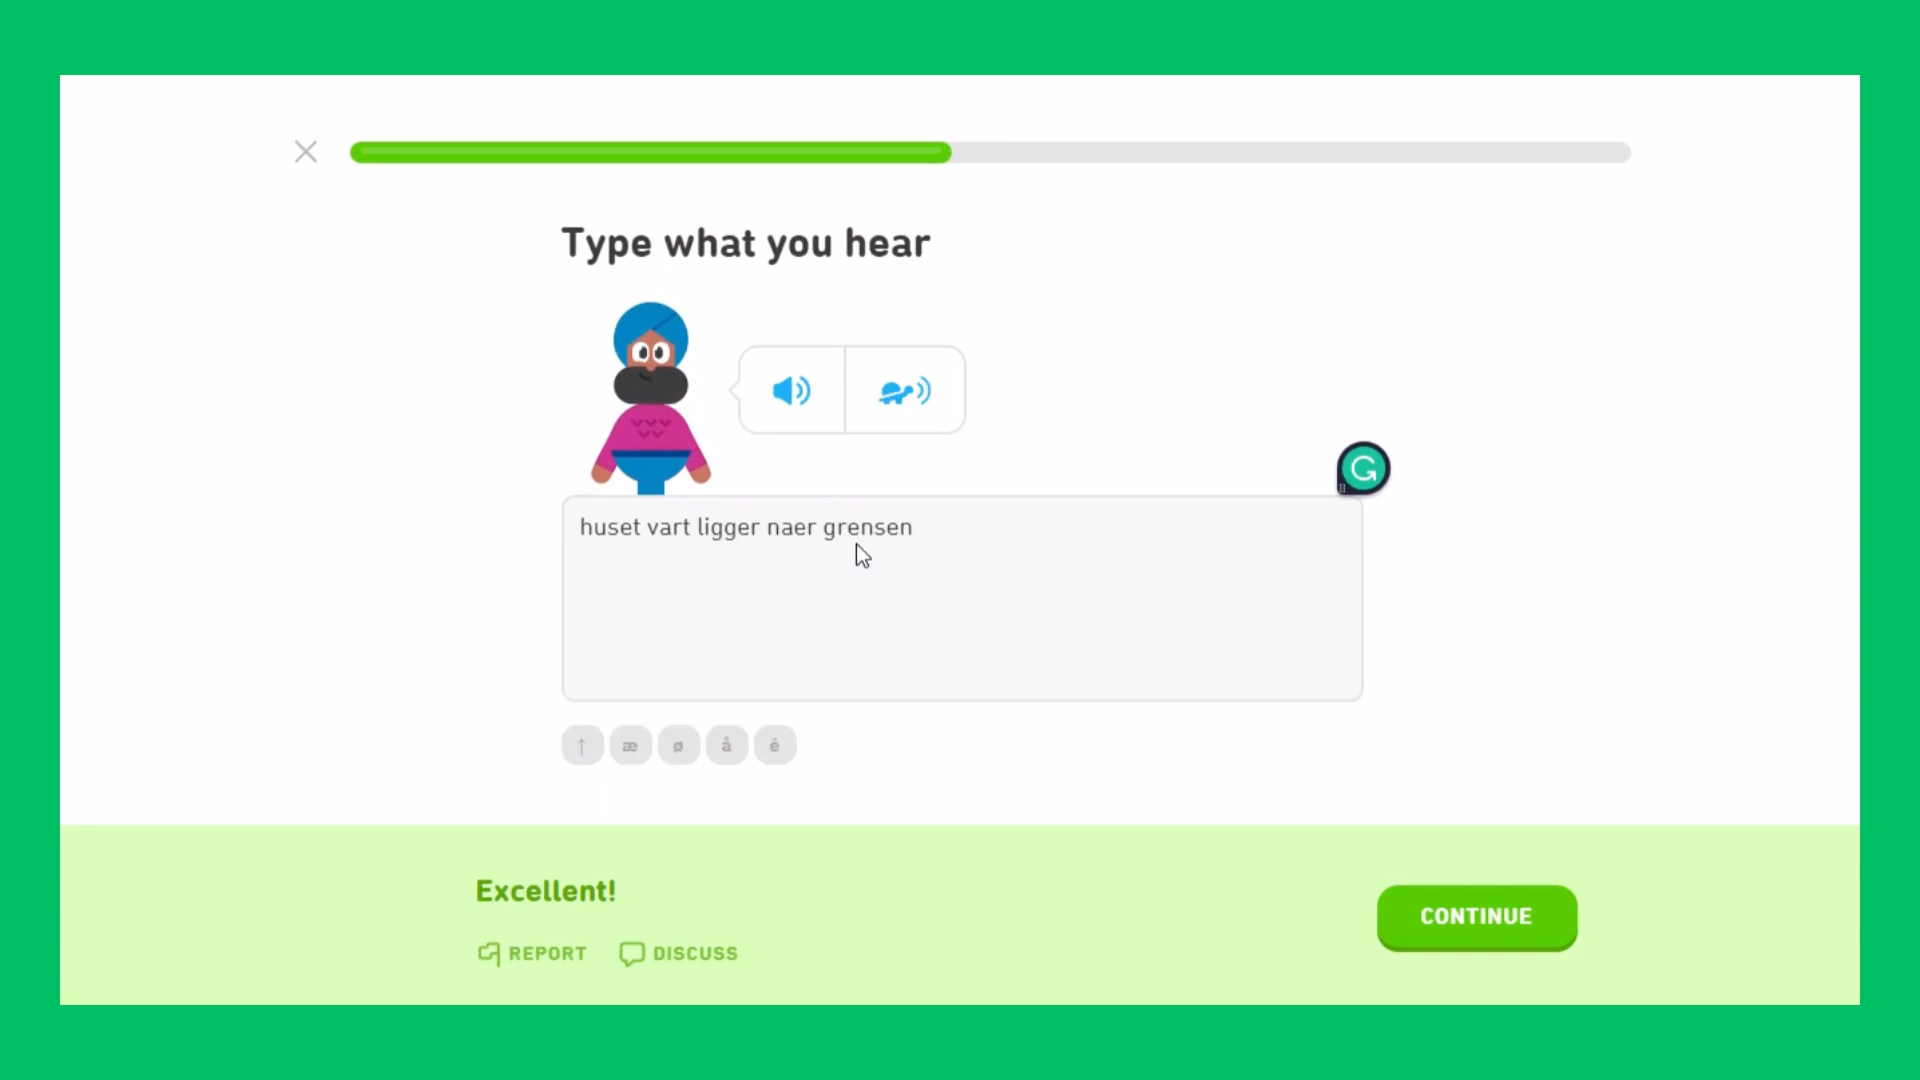 Type what you hear
huset vart ligger naer grensen
↑ æ ø å é
Excellent!
REPORT DISCUSS
CONTINUE